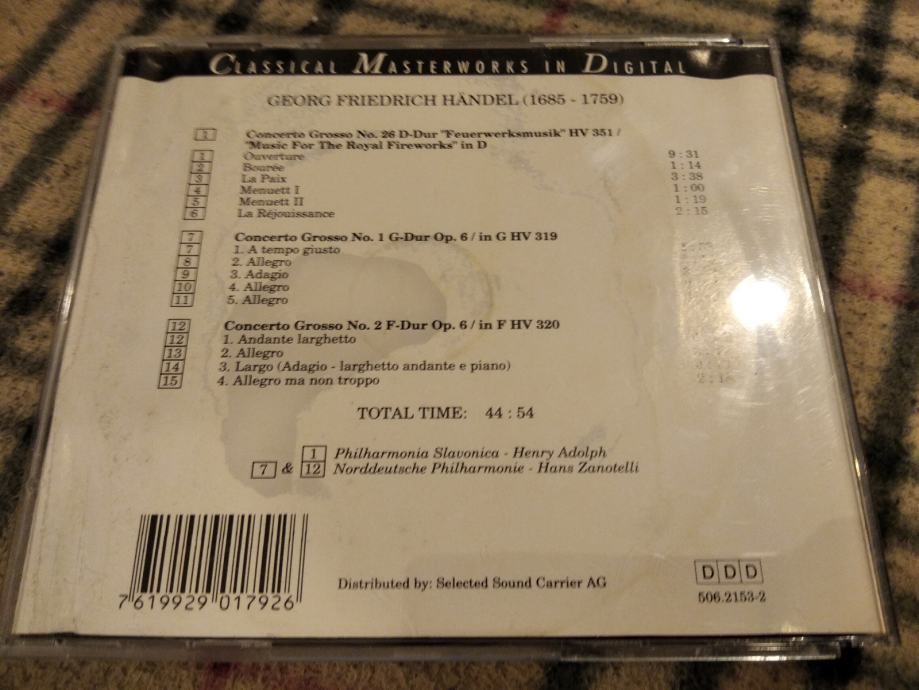 CLASSICAL MASTERWORKS IN DIGITAL
GEORG FRIEDRICH HÄNDEL (1685 - 1759)
1 Concerto Grosso No. 26 D-Dur "Feuerwerksmusik" HV 351 /
"Music For The Royal Fireworks" in D
1 Ouverture 9 : 31
2 Bourée 1 : 14
3 La Paix 3 : 38
4 Menuett I 1 : 00
5 Menuett II 1 : 19
6 La Réjouissance 2 : 15
7 Concerto Grosso No. 1 G-Dur Op. 6 / in G HV 319
7 1. A tempo giusto
8 2. Allegro
9 3. Adagio
10 4. Allegro
11 5. Allegro
12 Concerto Grosso No. 2 F-Dur Op. 6 / in F HV 320
12 1. Andante larghetto
13 2. Allegro
14 3. Largo (Adagio - larghetto andante e piano)
15 4. Allegro ma non troppo
TOTAL TIME: 44 : 54
1 Philharmonia Slavonica - Henry Adolph
7 & 12 Norddeutsche Philharmonie - Hans Zanotelli
Distributed by: Selected Sound Carrier AG
DDD
506.2153-2
7 619929 017926